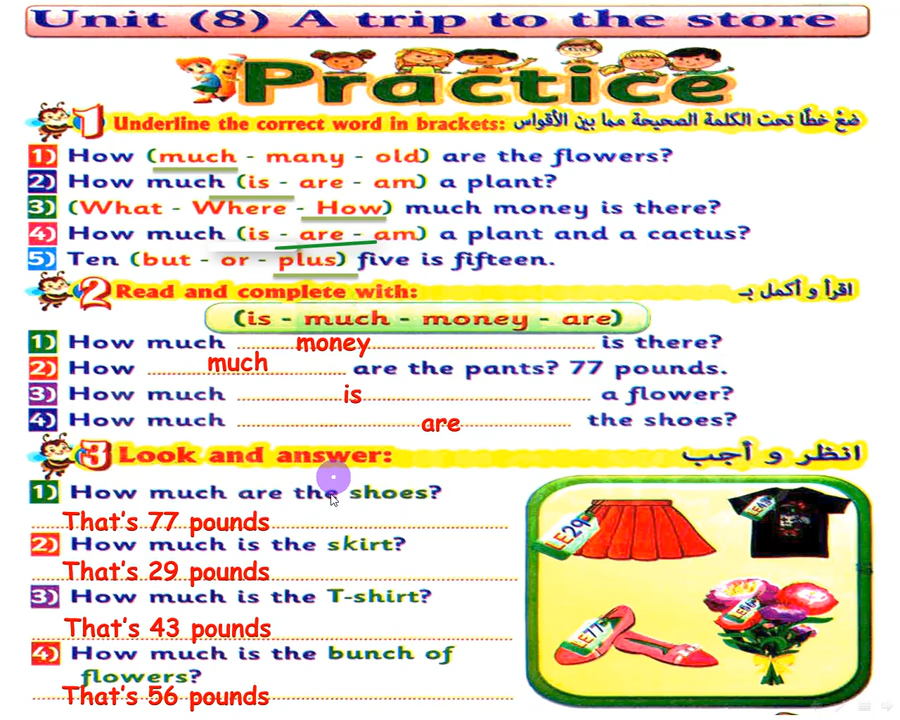 Unit (8) A trip to the store
Practice
1 Underline the correct word in brackets: ضع خطًا تحت الكلمة الصحيحة مما بين الأقواس
1) How (much - many - old) are the flowers?
2) How much (is - are - am) a plant?
3) (What - Where - How) much money is there?
4) How much (is - are - am) a plant and a cactus?
5) Ten (but - or - plus) five is fifteen.
2 Read and complete with: اقرأ و أكمل بـ
(is - much - money - are)
1) How much money is there?
2) How much are the pants? 77 pounds.
3) How much is a flower?
4) How much are the shoes?
3 Look and answer: انظر و أجب
1) How much are the shoes?
That's 77 pounds
2) How much is the skirt?
That's 29 pounds
3) How much is the T-shirt?
That's 43 pounds
4) How much is the bunch of
flowers?
That's 56 pounds
LE29
LE77